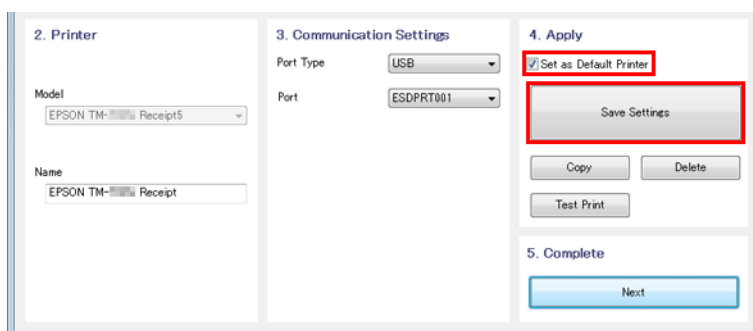 2. Printer
Model
EPSON TM- Receipt5
Name
EPSON TM- Receipt
3. Communication Settings
Port Type
USB
Port
ESDPRT001
4. Apply
Set as Default Printer
Save Settings
Copy
Delete
Test Print
5. Complete
Next